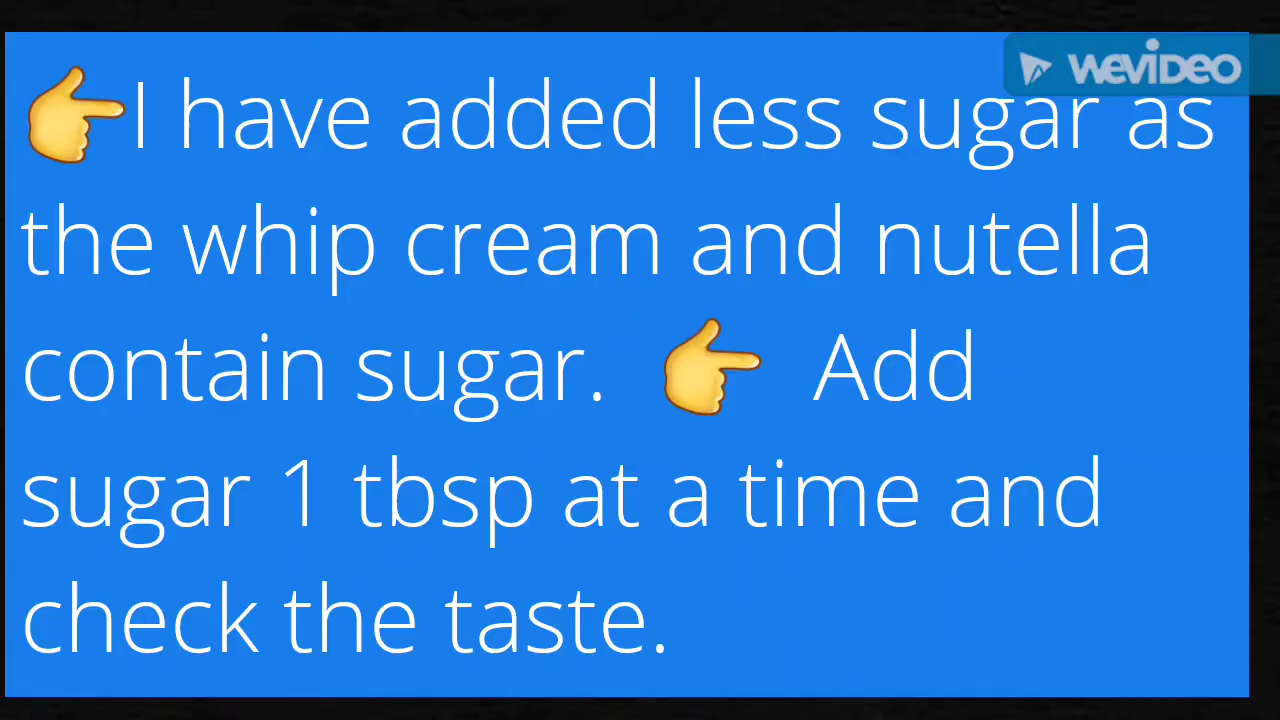 WEVIDEO
👉I have added less sugar as
the whip cream and nutella
contain sugar. 👉 Add
sugar 1 tbsp at a time and
check the taste.